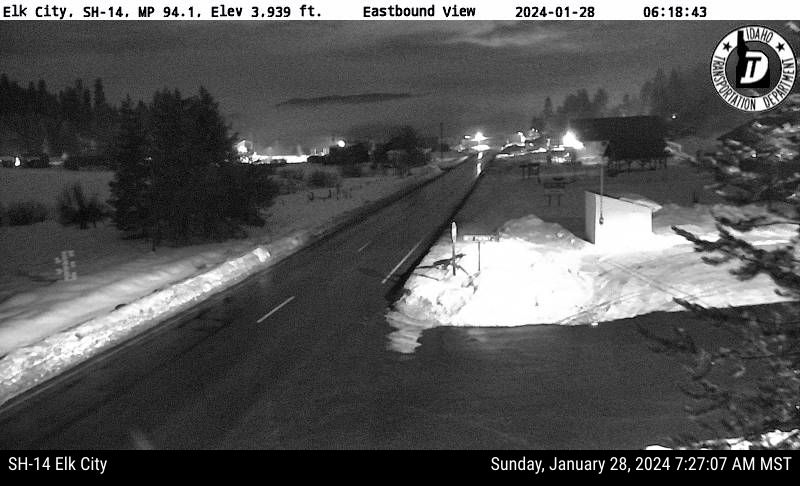 Elk City, SH-14, MP 94.1, Elev 3,939 ft. Eastbound View 2024-01-28 06:18:43
IDAHO
TRANSPORTATION DEPARTMENT
SH-14 Elk City
Sunday, January 28, 2024 7:27:07 AM MST